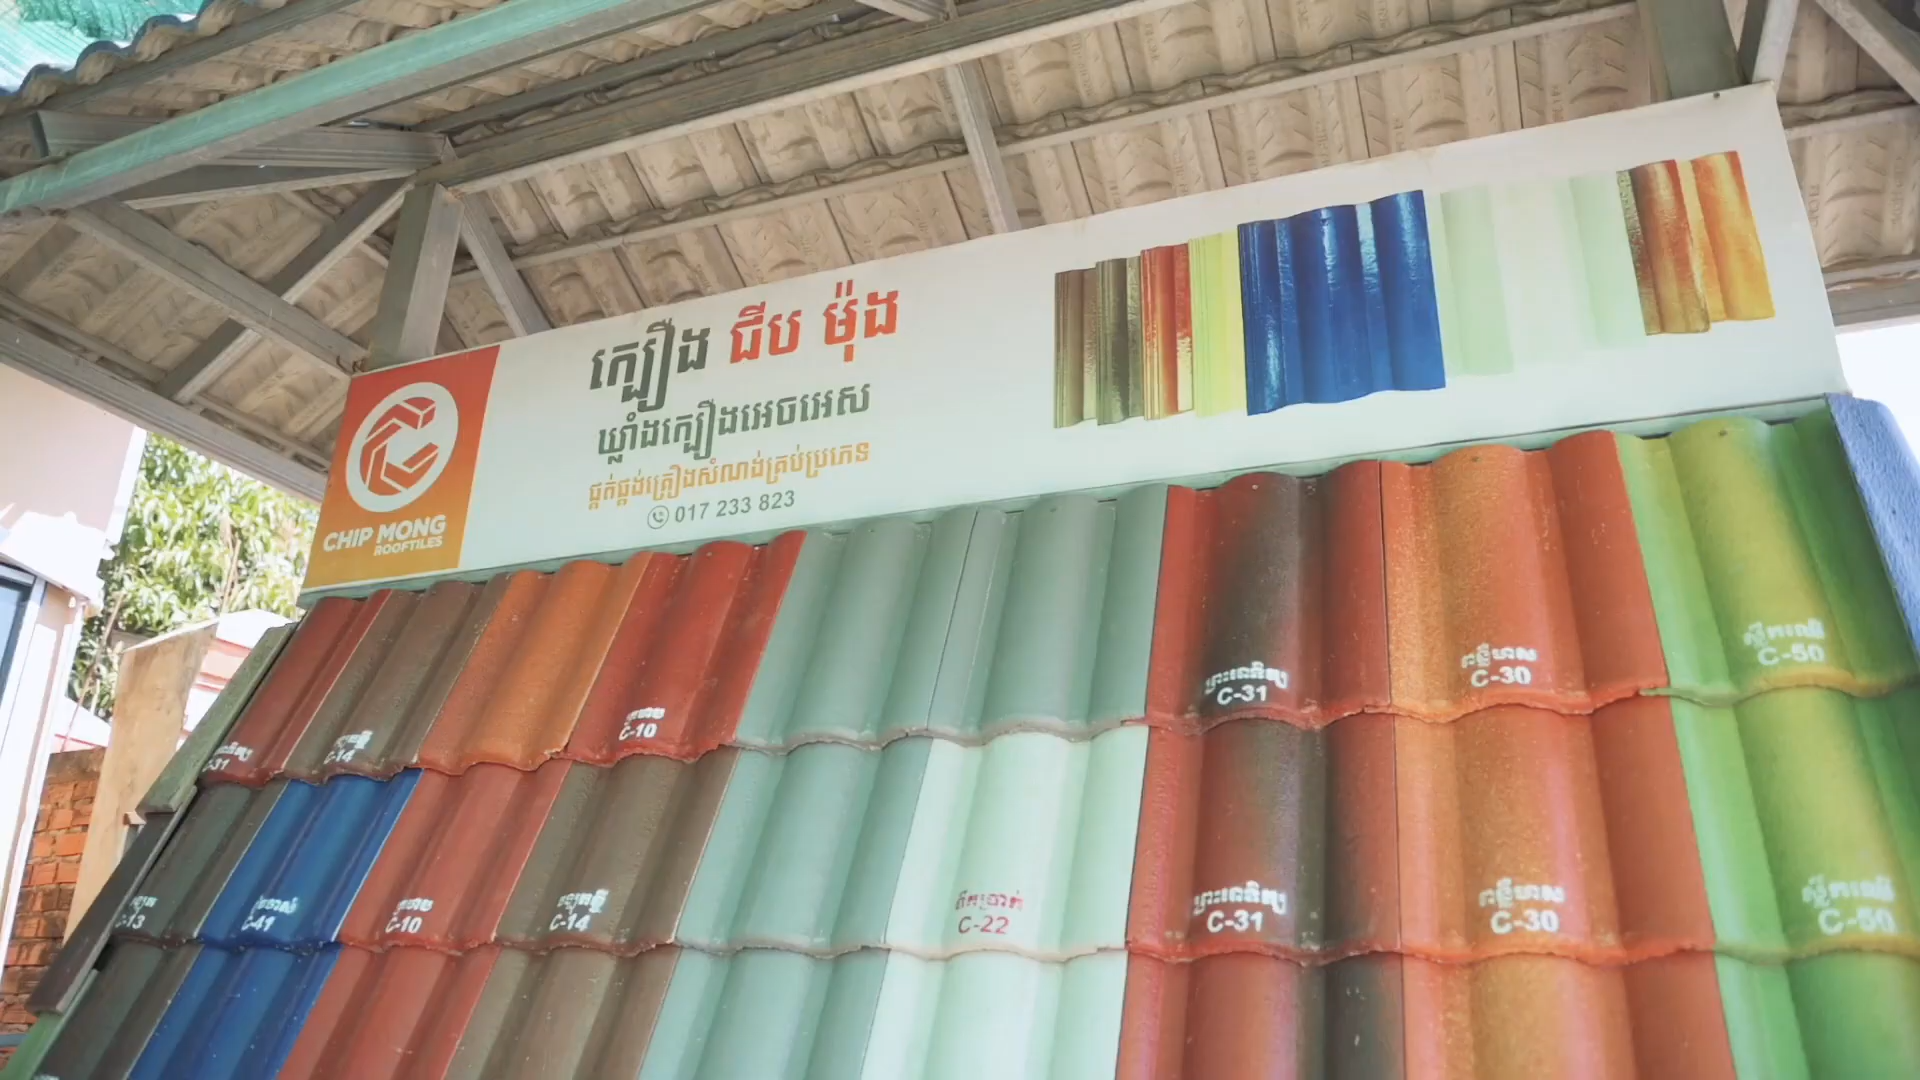 ក្បឿង ជីប ម៉ុង
ឃ្លាំងក្បឿងអេចអេស
ផ្គត់ផ្គង់គ្រឿងសំណង់គ្រប់ប្រភេទ
017 233 823
CHIP MONG
ROOFTILES
C-31
C-14
C-10
C-31
C-30
C-50
C-13
C-41
C-10
C-14
C-22
C-31
C-30
C-50